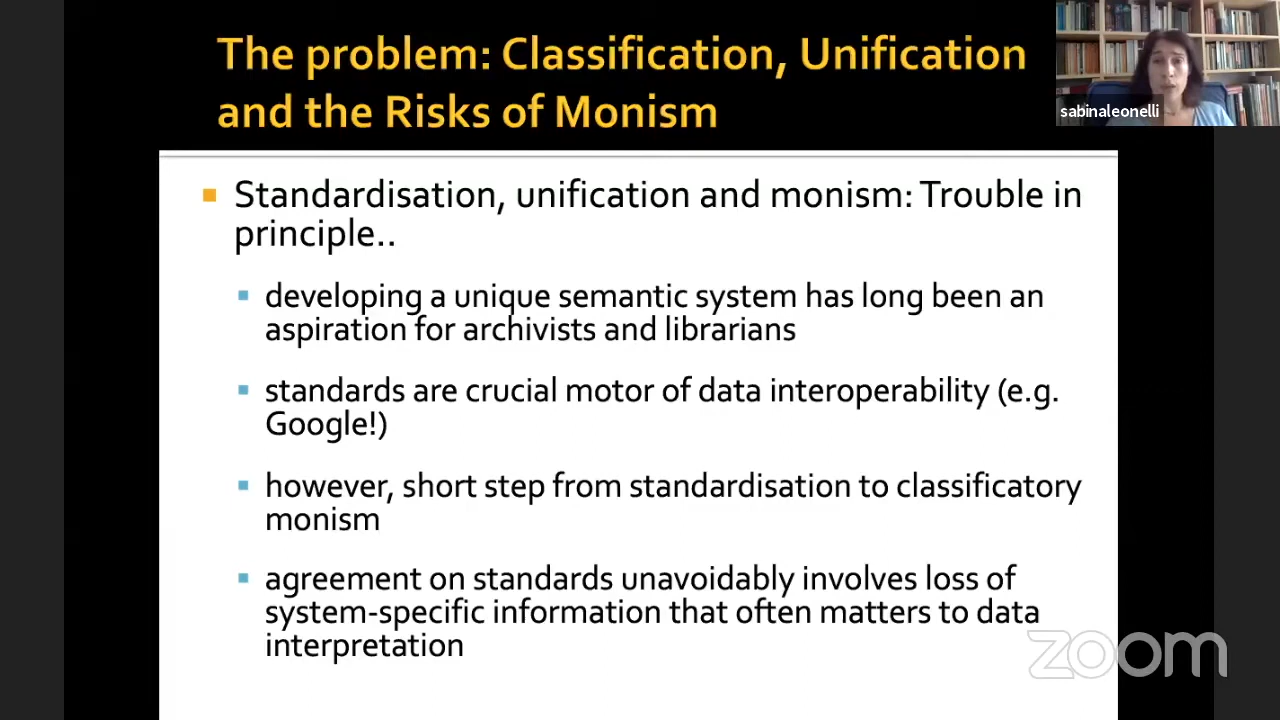 The problem: Classification, Unification
and the Risks of Monism
sabinaleonelli
Standardisation, unification and monism: Trouble in
principle..
developing a unique semantic system has long been an
aspiration for archivists and librarians
standards are crucial motor of data interoperability (e.g.
Google!)
however, short step from standardisation to classificatory
monism
agreement on standards unavoidably involves loss of
system-specific information that often matters to data
interpretation
zoom